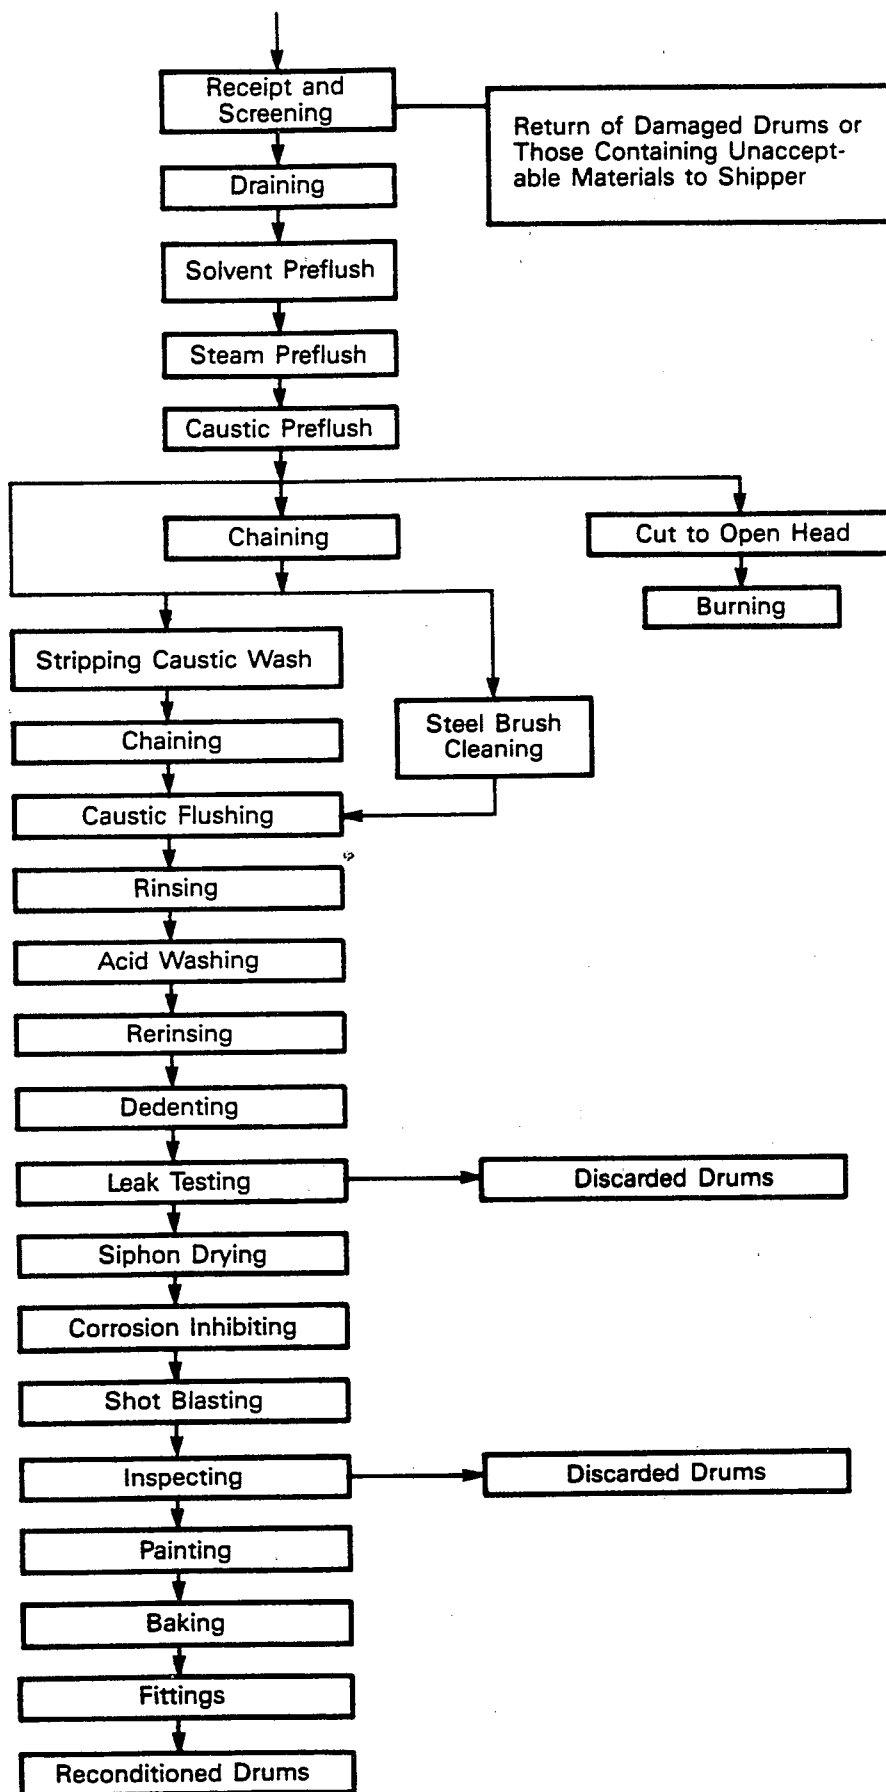 Receipt and
Screening
Return of Damaged Drums or
Those Containing Unaccept-
able Materials to Shipper
Draining
Solvent Preflush
Steam Preflush
Caustic Preflush
Chaining
Cut to Open Head
Burning
Stripping Caustic Wash
Steel Brush
Cleaning
Chaining
Caustic Flushing
Rinsing
Acid Washing
Rerinsing
Dedenting
Leak Testing
Discarded Drums
Siphon Drying
Corrosion Inhibiting
Shot Blasting
Inspecting
Discarded Drums
Painting
Baking
Fittings
Reconditioned Drums